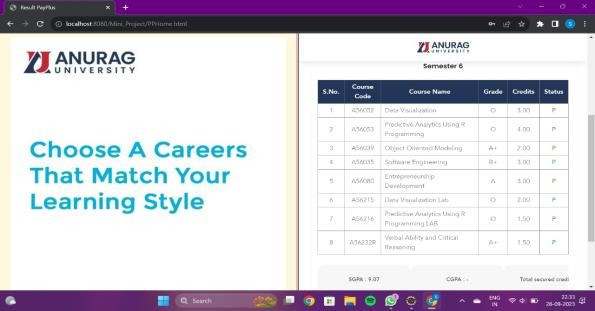 Result PayPlus
localhost:8080/Mini_Project/PPHome.html
ANURAG
UNIVERSITY
Choose A Careers
That Match Your
Learning Style
ANURAG
UNIVERSITY
Semester 6
S.No. Course Code Course Name Grade Credits Status
1 A56052 Data Visualization O 3.00 P
2 A56053 Predictive Analytics Using R Programming O 4.00 P
3 A56039 Object Oriented Modeling A+ 2.00 P
4 A56035 Software Engineering B+ 3.00 P
5 A56080 Entrepreneurship Development A 3.00 P
6 A56215 Data Visualization Lab O 2.00 P
7 A56216 Predictive Analytics Using R Programming LAB O 1.50 P
8 A56232R Verbal Ability and Critical Reasoning A+ 1.50 P
SGPA : 9.07 CGPA : - Total secured credi
Search
ENG
IN
22:33
28-09-2023